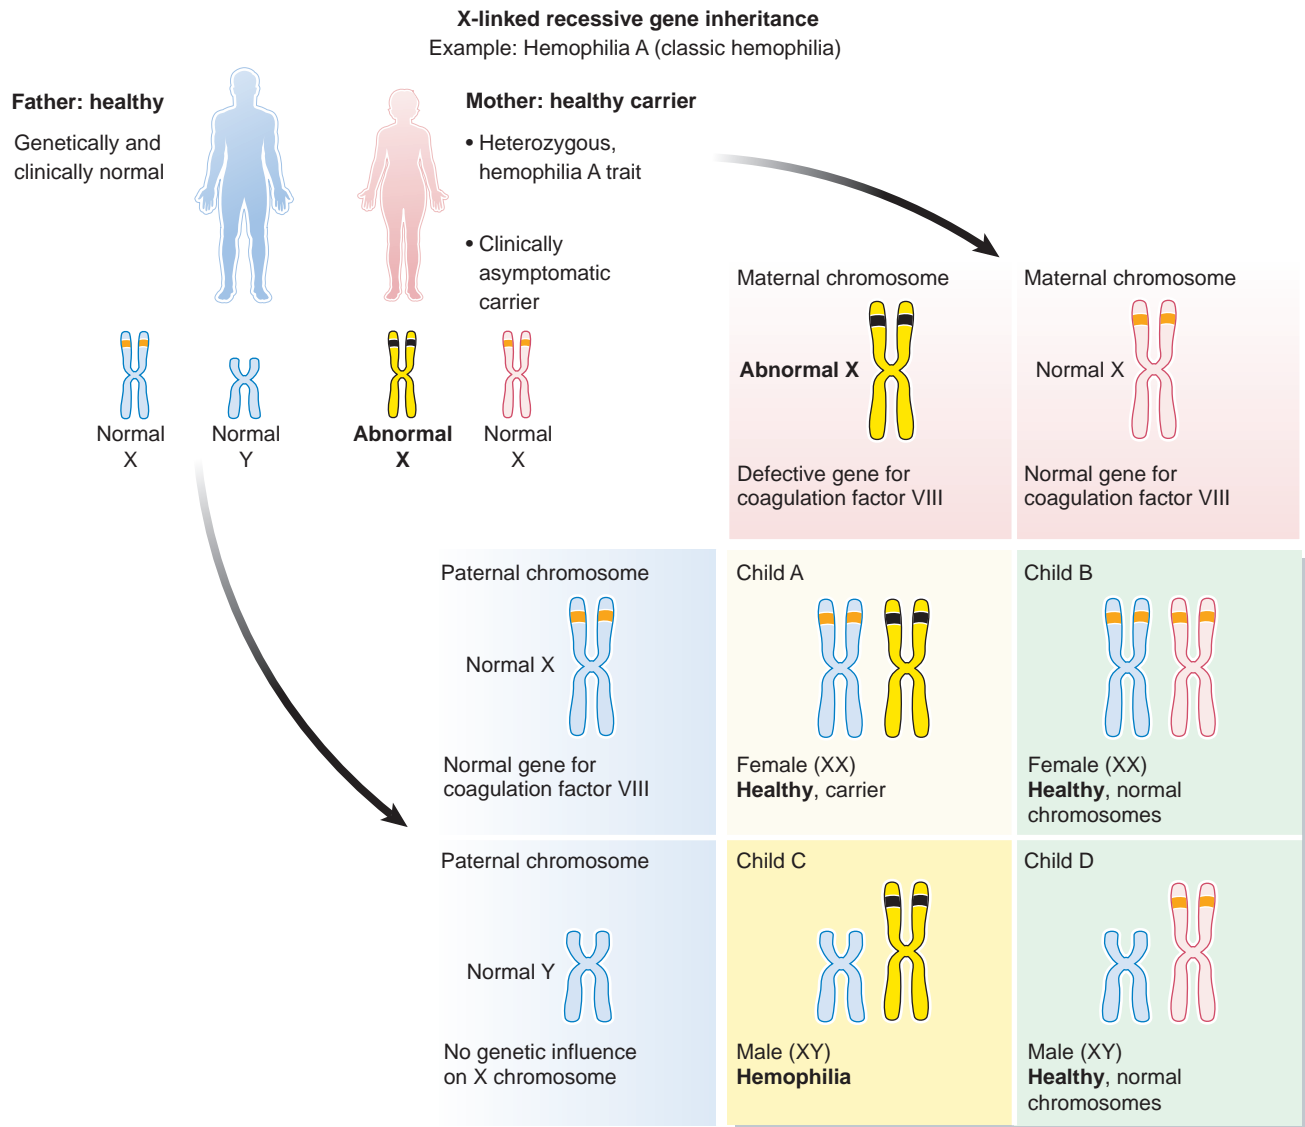 X-linked recessive gene inheritance
Example: Hemophilia A (classic hemophilia)
Father: healthy
Genetically and
clinically normal
Mother: healthy carrier
• Heterozygous,
hemophilia A trait
• Clinically
asymptomatic
carrier
Normal
X
Normal
Y
Abnormal
X
Normal
X
Maternal chromosome
Abnormal X
Defective gene for
coagulation factor VIII
Maternal chromosome
Normal X
Normal gene for
coagulation factor VIII
Paternal chromosome
Normal X
Normal gene for
coagulation factor VIII
Child A
Female (XX)
Healthy, carrier
Child B
Female (XX)
Healthy, normal
chromosomes
Paternal chromosome
Normal Y
No genetic influence
on X chromosome
Child C
Male (XY)
Hemophilia
Child D
Male (XY)
Healthy, normal
chromosomes